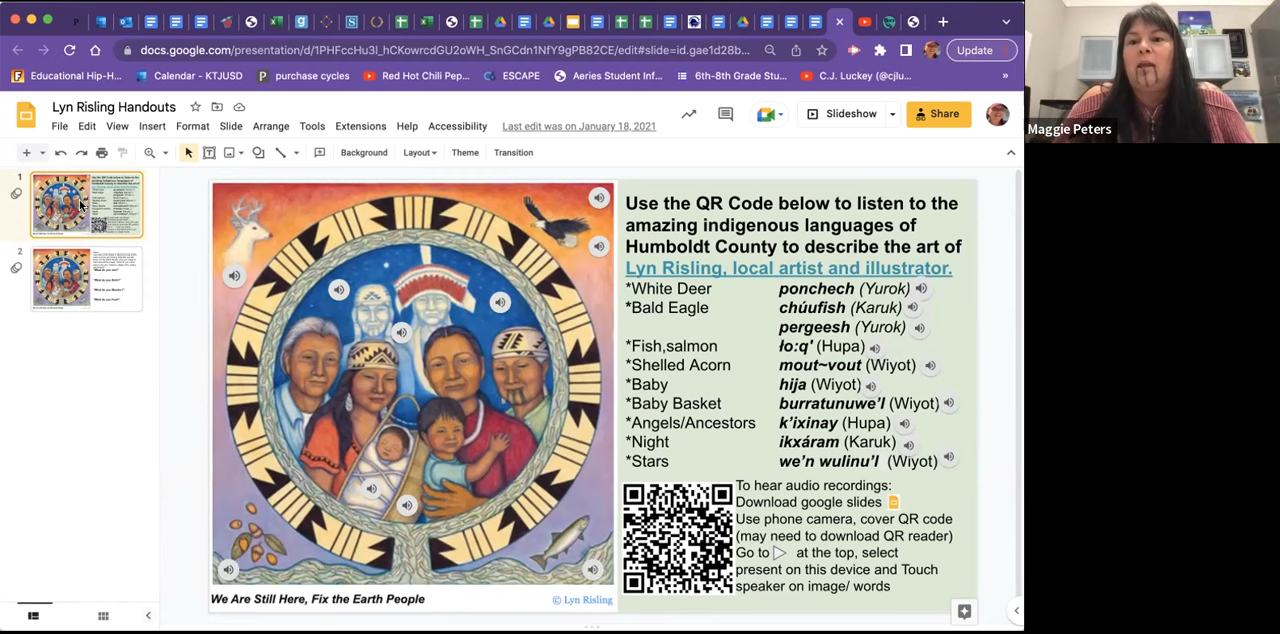 docs.google.com/presentation/d/1PHFccHu3l_hCKowrcdGU2oWH_SnGCdn1NfY9gPB82CE/edit#slide=id.gae1d28b...
Update
Educational Hip-H...
Calendar - KTJUSD
purchase cycles
Red Hot Chili Pep...
ESCAPE
Aeries Student Inf...
6th-8th Grade Stu...
C.J. Luckey (@cjlu...
»
Maggie Peters
Lyn Risling Handouts
File Edit View Insert Format Slide Arrange Tools Extensions Help Accessibility
Last edit was on January 18, 2021
Slideshow
Share
Background
Layout
Theme
Transition
1
2
Use the QR Code below to listen to the
amazing indigenous languages of
Humboldt County to describe the art of
Lyn Risling, local artist and illustrator.
*White Deer ponchech (Yurok)
*Bald Eagle chúufish (Karuk)
pergeesh (Yurok)
*Fish,salmon ło:q' (Hupa)
*Shelled Acorn mout~vout (Wiyot)
*Baby hija (Wiyot)
*Baby Basket burratunuwe'l (Wiyot)
*Angels/Ancestors k'ixinay (Hupa)
*Night ikxáram (Karuk)
*Stars we'n wulinu'l (Wiyot)
To hear audio recordings:
Download google slides
Use phone camera, cover QR code
(may need to download QR reader)
Go to at the top, select
present on this device and Touch
speaker on image/ words
We Are Still Here, Fix the Earth People
© Lyn Risling